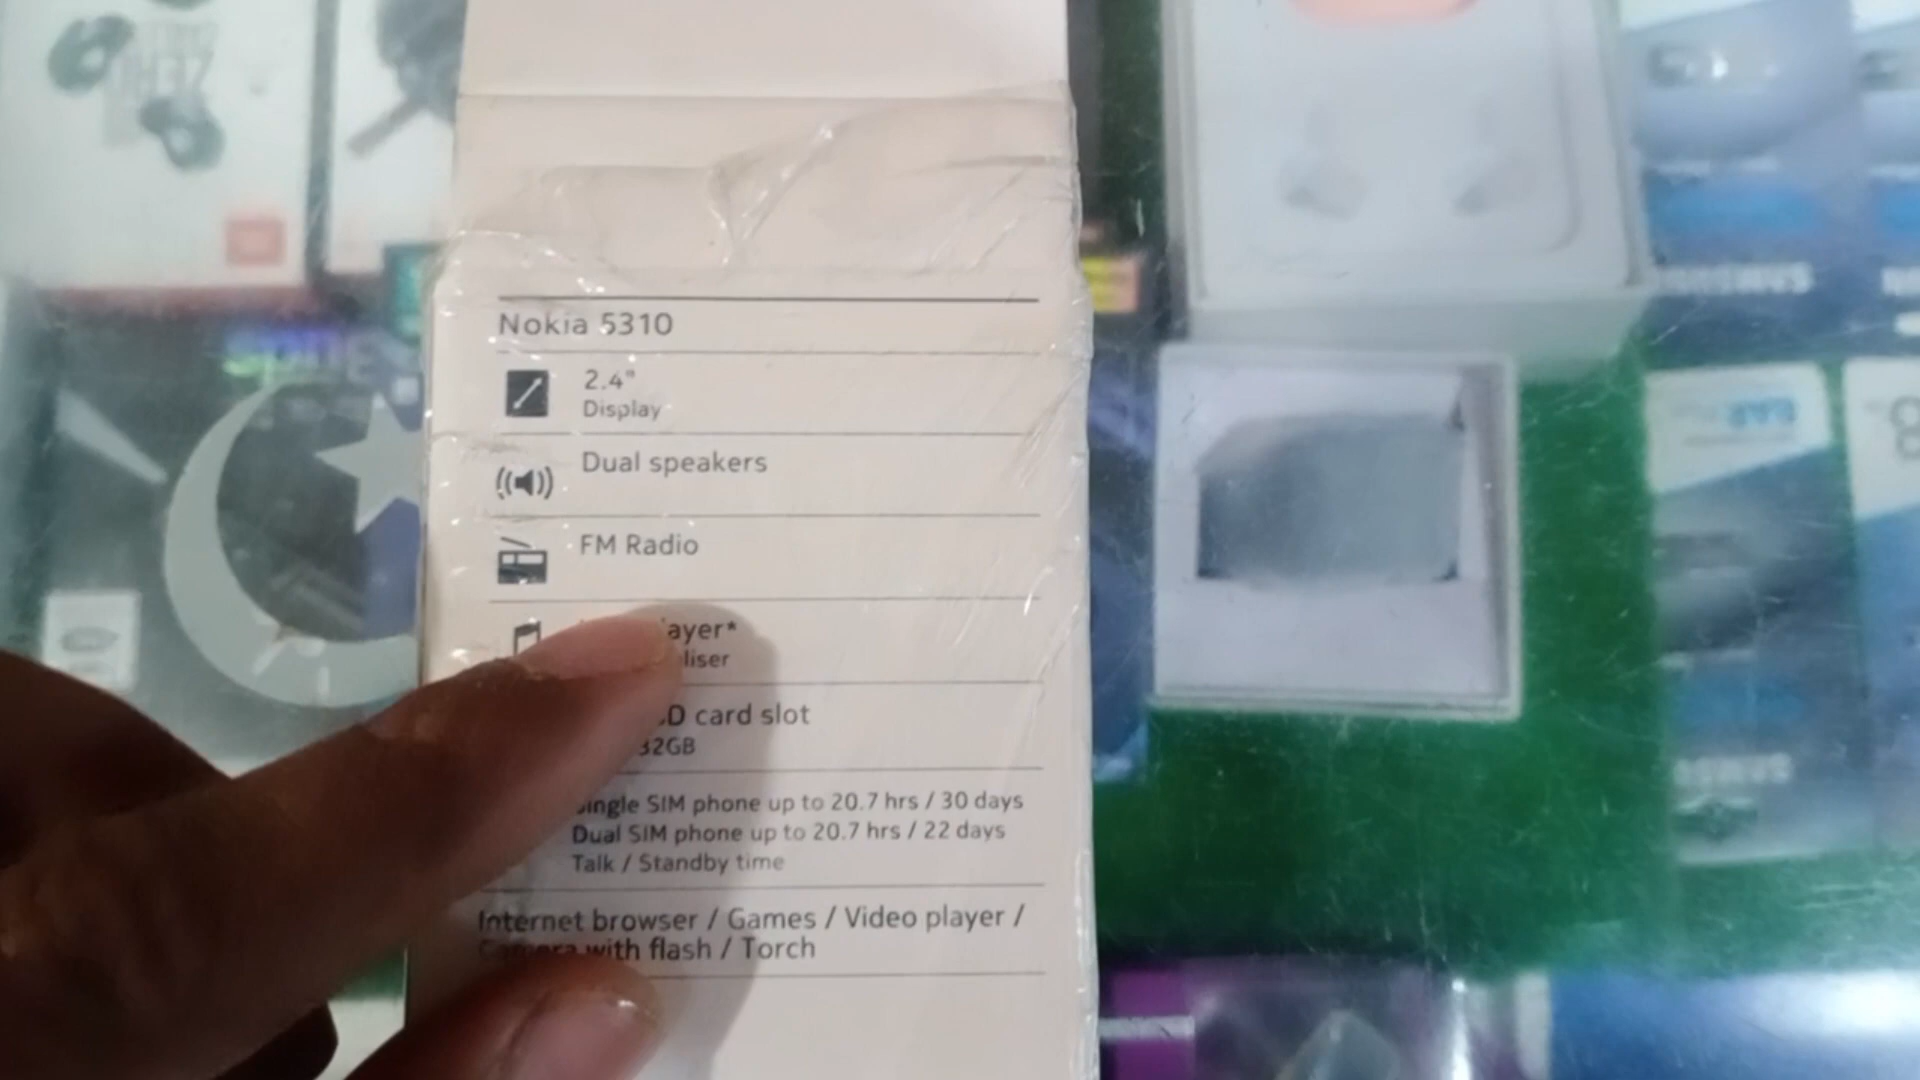 Nokia 5310
2.4"
Display
Dual speakers
FM Radio
ayer*
liser
D card slot
32GB
ingle SIM phone up to 20.7 hrs / 30 days
Dual SIM phone up to 20.7 hrs / 22 days
Talk / Standby time
Internet browser / Games / Video player /
Camera with flash / Torch